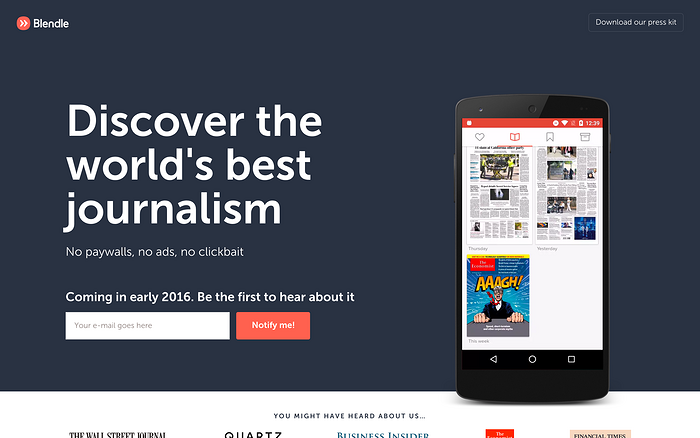 Blendle
Download our press kit
Discover the
world's best
journalism
No paywalls, no ads, no clickbait
Coming in early 2016. Be the first to hear about it
Your e-mail goes here
Notify me!
12:39
Thursday
Yesterday
The
Economist
AAAGH!
The week
YOU MIGHT HAVE HEARD ABOUT US...
THE WALL STREET JOURNAL
QUARTZ
BUSINESS INSIDER
The
FINANCIAL TIMES